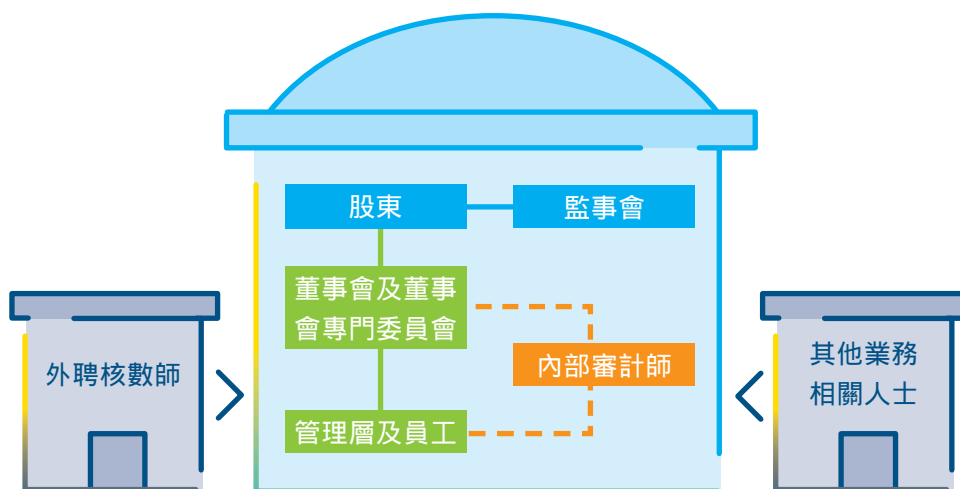 股東
監事會
董事會及董事
會專門委員會
內部審計師
管理層及員工
外聘核數師
其他業務
相關人士